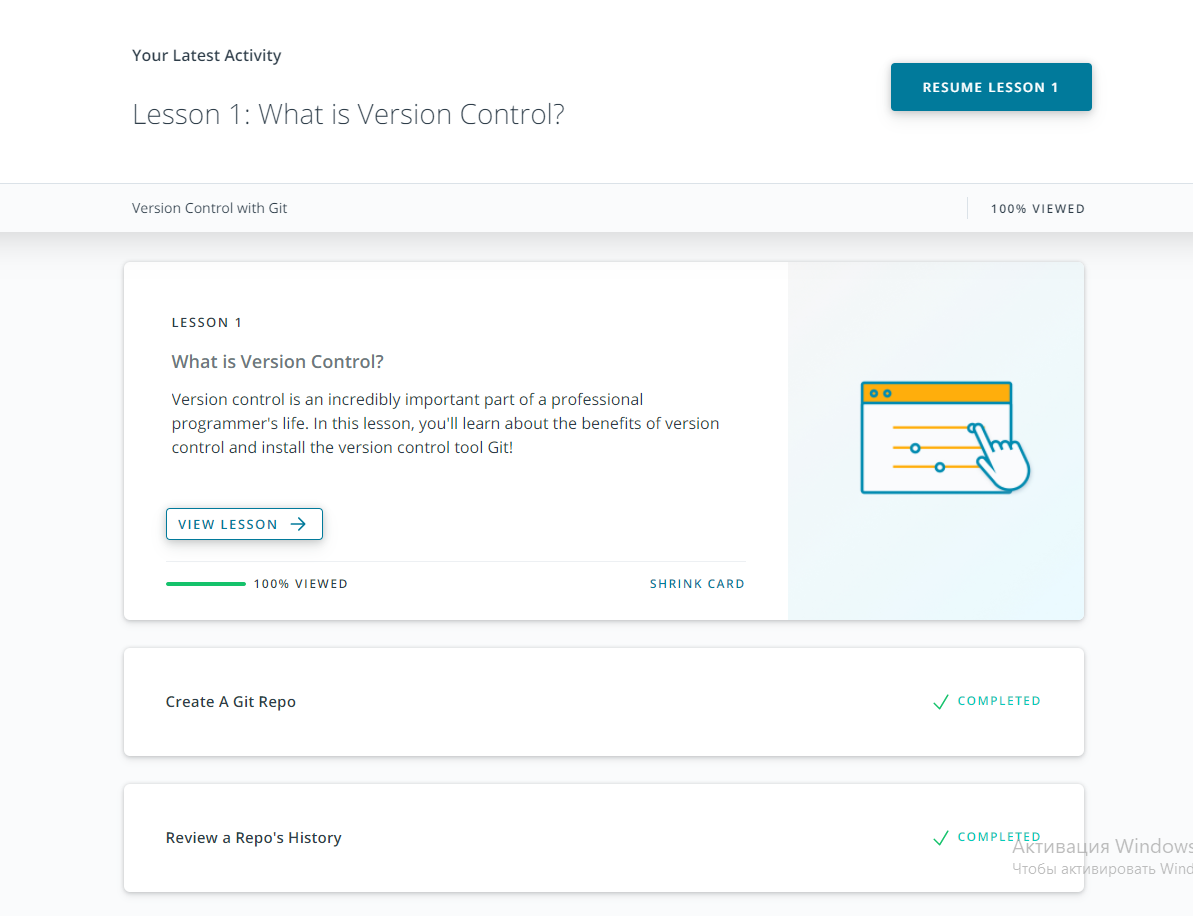 Your Latest Activity
Lesson 1: What is Version Control?
RESUME LESSON 1
Version Control with Git
100% VIEWED
LESSON 1
What is Version Control?
Version control is an incredibly important part of a professional
programmer's life. In this lesson, you'll learn about the benefits of version
control and install the version control tool Git!
VIEW LESSON
100% VIEWED
SHRINK CARD
Create A Git Repo
COMPLETED
Review a Repo's History
COMPLETED
Активация Windows
Чтобы активировать Wind